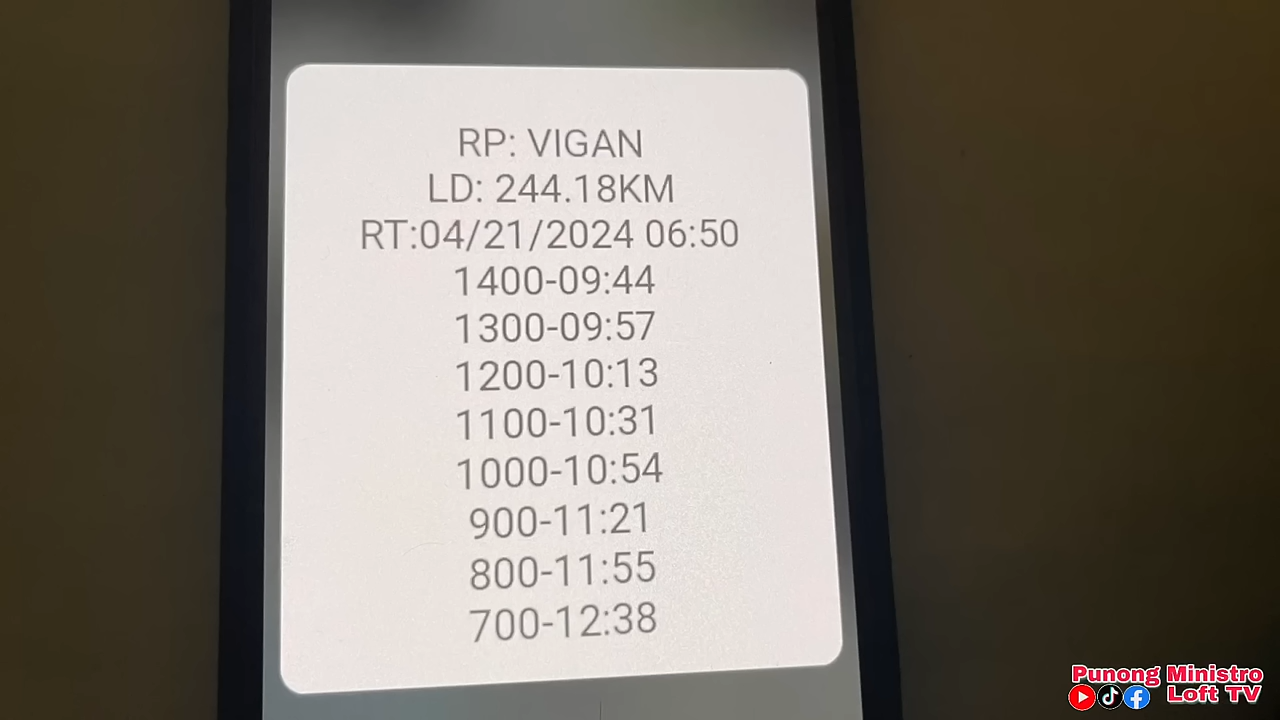 RP: VIGAN
LD: 244.18KM
RT:04/21/2024 06:50
1400-09:44
1300-09:57
1200-10:13
1100-10:31
1000-10:54
900-11:21
800-11:55
700-12:38
Punong Ministro
Loft TV